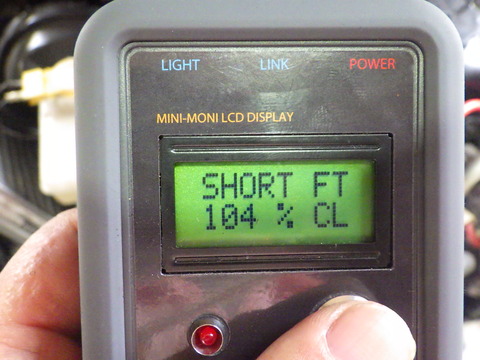 LIGHT LINK POWER
MINI-MONI LCD DISPLAY
SHORT FT
104 % CL